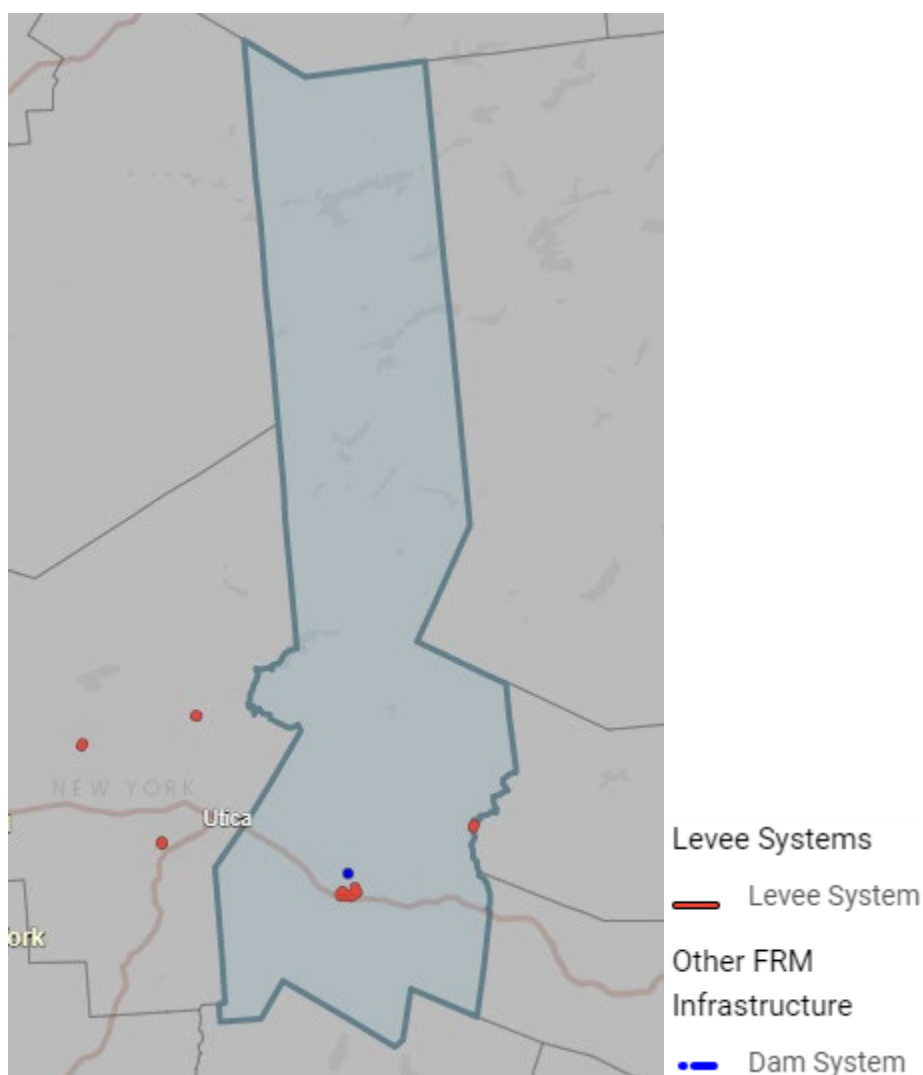 NEW YORK
Utica
ork
Levee Systems
Levee System
Other FRM
Infrastructure
Dam System